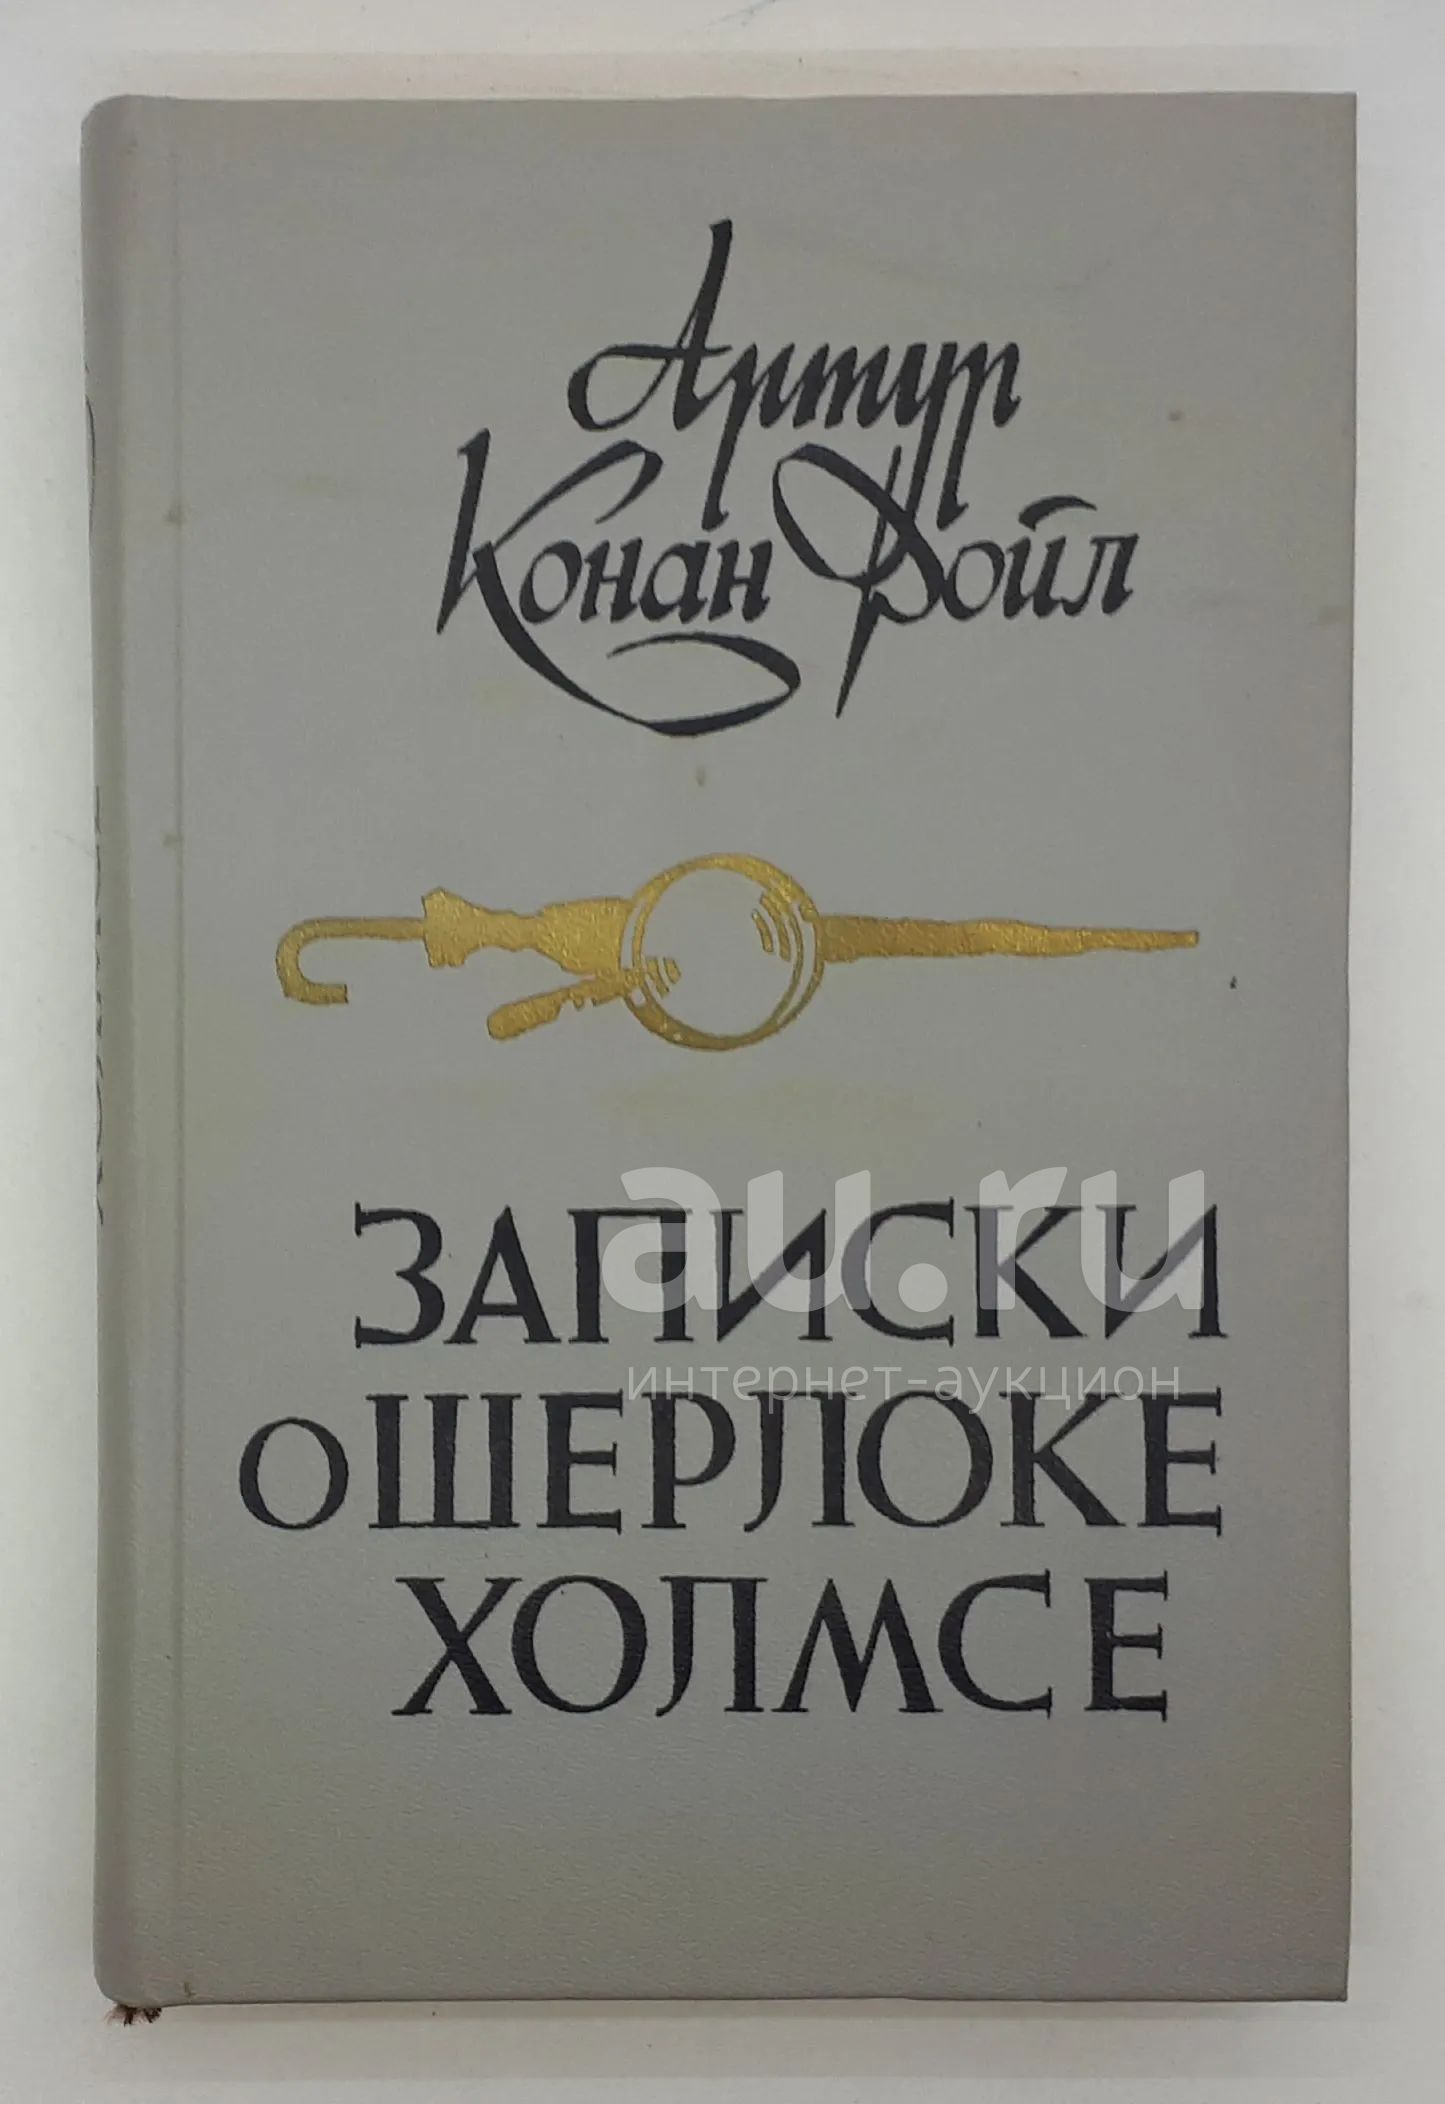 Артур
Конан Дойл
ЗАПИСКИ
au.ru
интернет-аукцион
О ШЕРЛОКЕ
ХОЛМСЕ